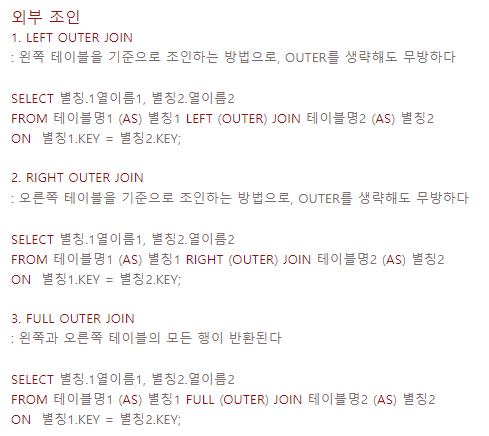 외부 조인
1. LEFT OUTER JOIN
: 왼쪽 테이블을 기준으로 조인하는 방법으로, OUTER를 생략해도 무방하다
SELECT 별칭.1열이름1, 별칭2.열이름2
FROM 테이블명1 (AS) 별칭1 LEFT (OUTER) JOIN 테이블명2 (AS) 별칭2
ON 별칭1.KEY = 별칭2.KEY;
2. RIGHT OUTER JOIN
: 오른쪽 테이블을 기준으로 조인하는 방법으로, OUTER를 생략해도 무방하다
SELECT 별칭.1열이름1, 별칭2.열이름2
FROM 테이블명1 (AS) 별칭1 RIGHT (OUTER) JOIN 테이블명2 (AS) 별칭2
ON 별칭1.KEY = 별칭2.KEY;
3. FULL OUTER JOIN
: 왼쪽과 오른쪽 테이블의 모든 행이 반환된다
SELECT 별칭.1열이름1, 별칭2.열이름2
FROM 테이블명1 (AS) 별칭1 FULL (OUTER) JOIN 테이블명2 (AS) 별칭2
ON 별칭1.KEY = 별칭2.KEY;